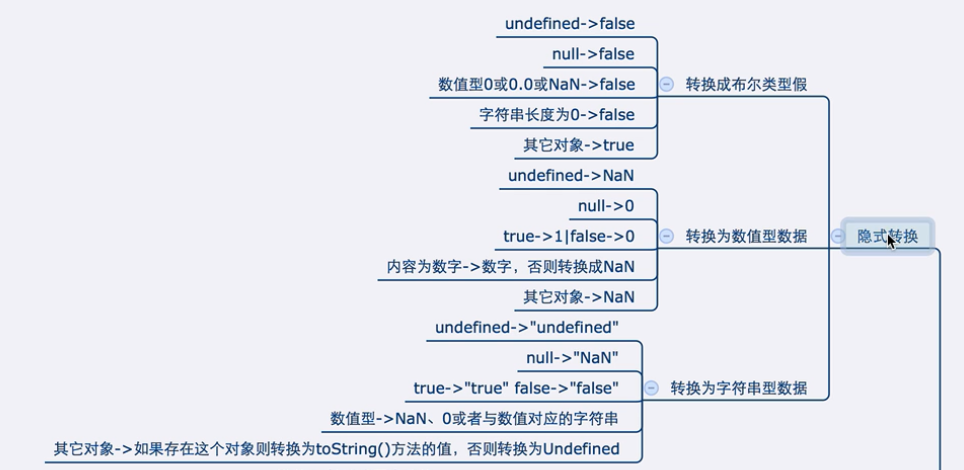 undefined->false
null->false
数值型0或0.0或NaN->false
转换成布尔类型假
字符串长度为0->false
其它对象->true
undefined->NaN
null->0
true->1|false->0
转换为数值型数据
隐式转换
内容为数字->数字，否则转换成NaN
其它对象->NaN
undefined->"undefined"
null->"NaN"
true->"true" false->"false"
转换为字符串型数据
数值型->NaN、0或者与数值对应的字符串
其它对象->如果存在这个对象则转换为toString()方法的值，否则转换为Undefined